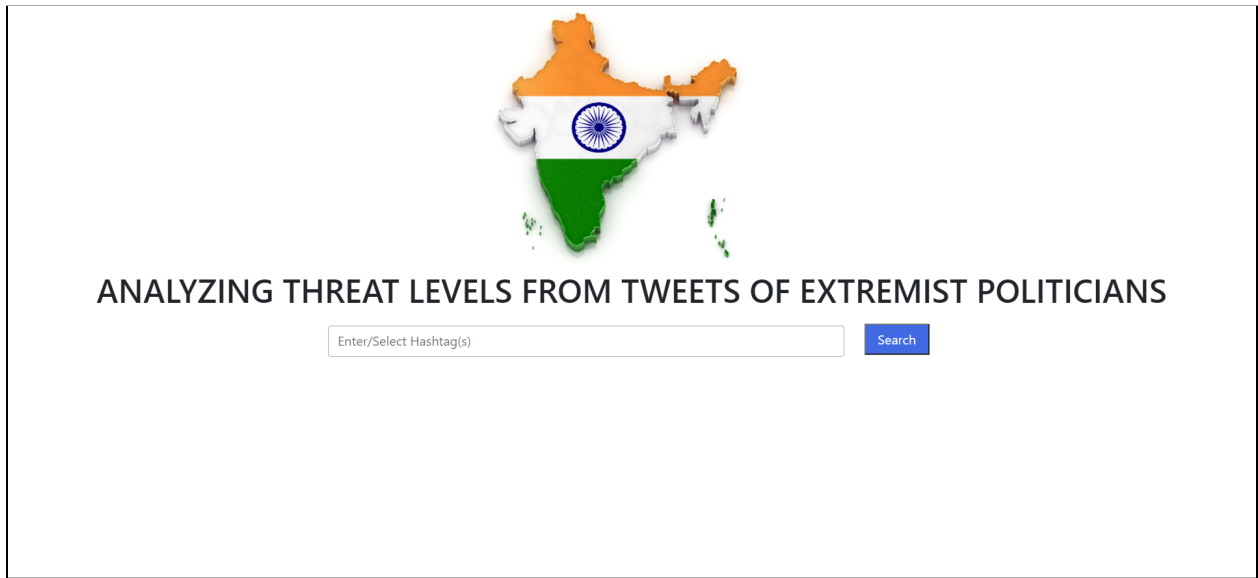 ANALYZING THREAT LEVELS FROM TWEETS OF EXTREMIST POLITICIANS
Enter/Select Hashtag(s)
Search